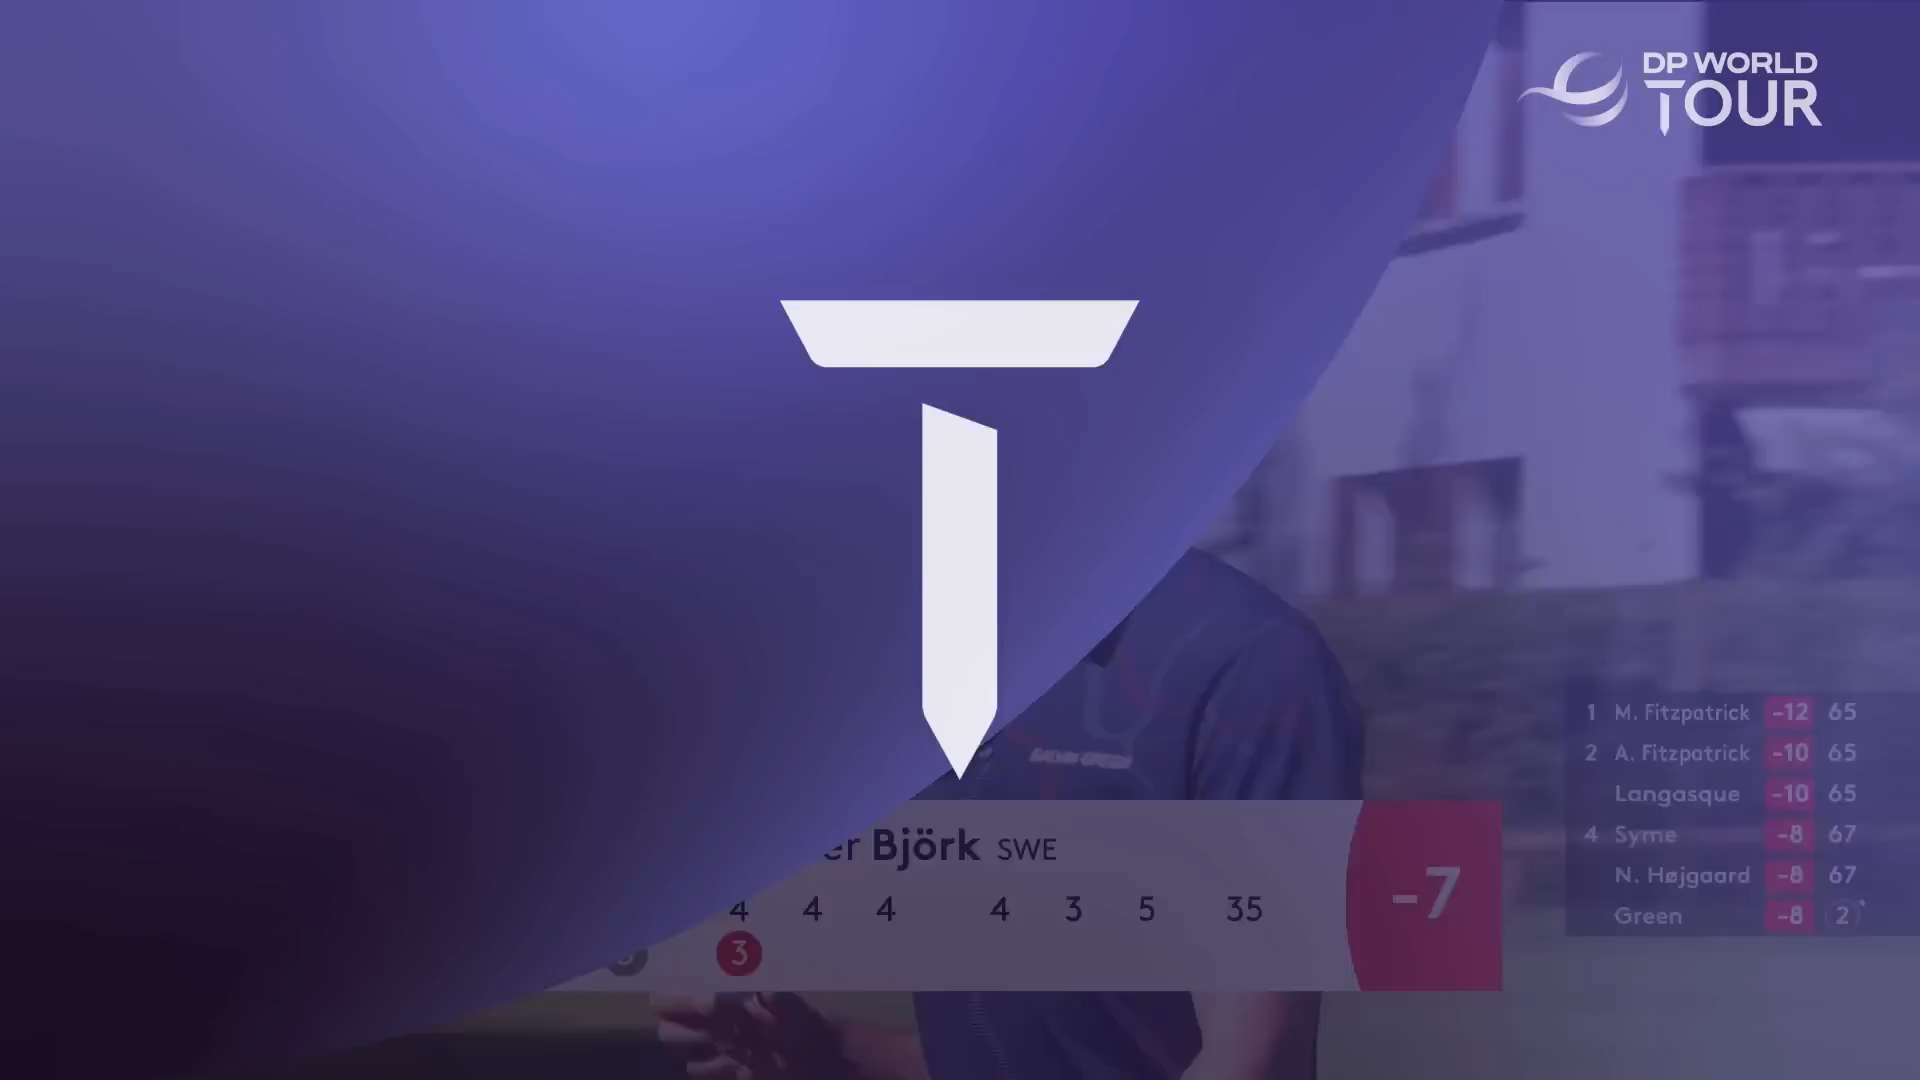 DP WORLD
TOUR
1 M. Fitzpatrick -12 65
2 A. Fitzpatrick -10 65
Langasque -10 65
4 Syme -8 67
N. Højgaard -8 67
Green -8 2
er Björk SWE
4 4 4 4 3 5 35
3
-7